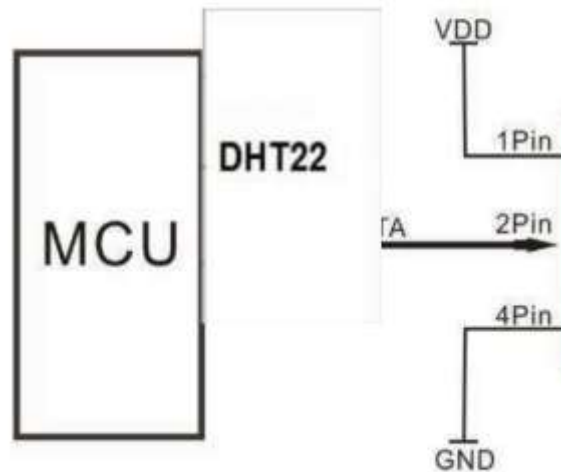 VDD
1Pin
DHT22
MCU
TA
2Pin
4Pin
GND